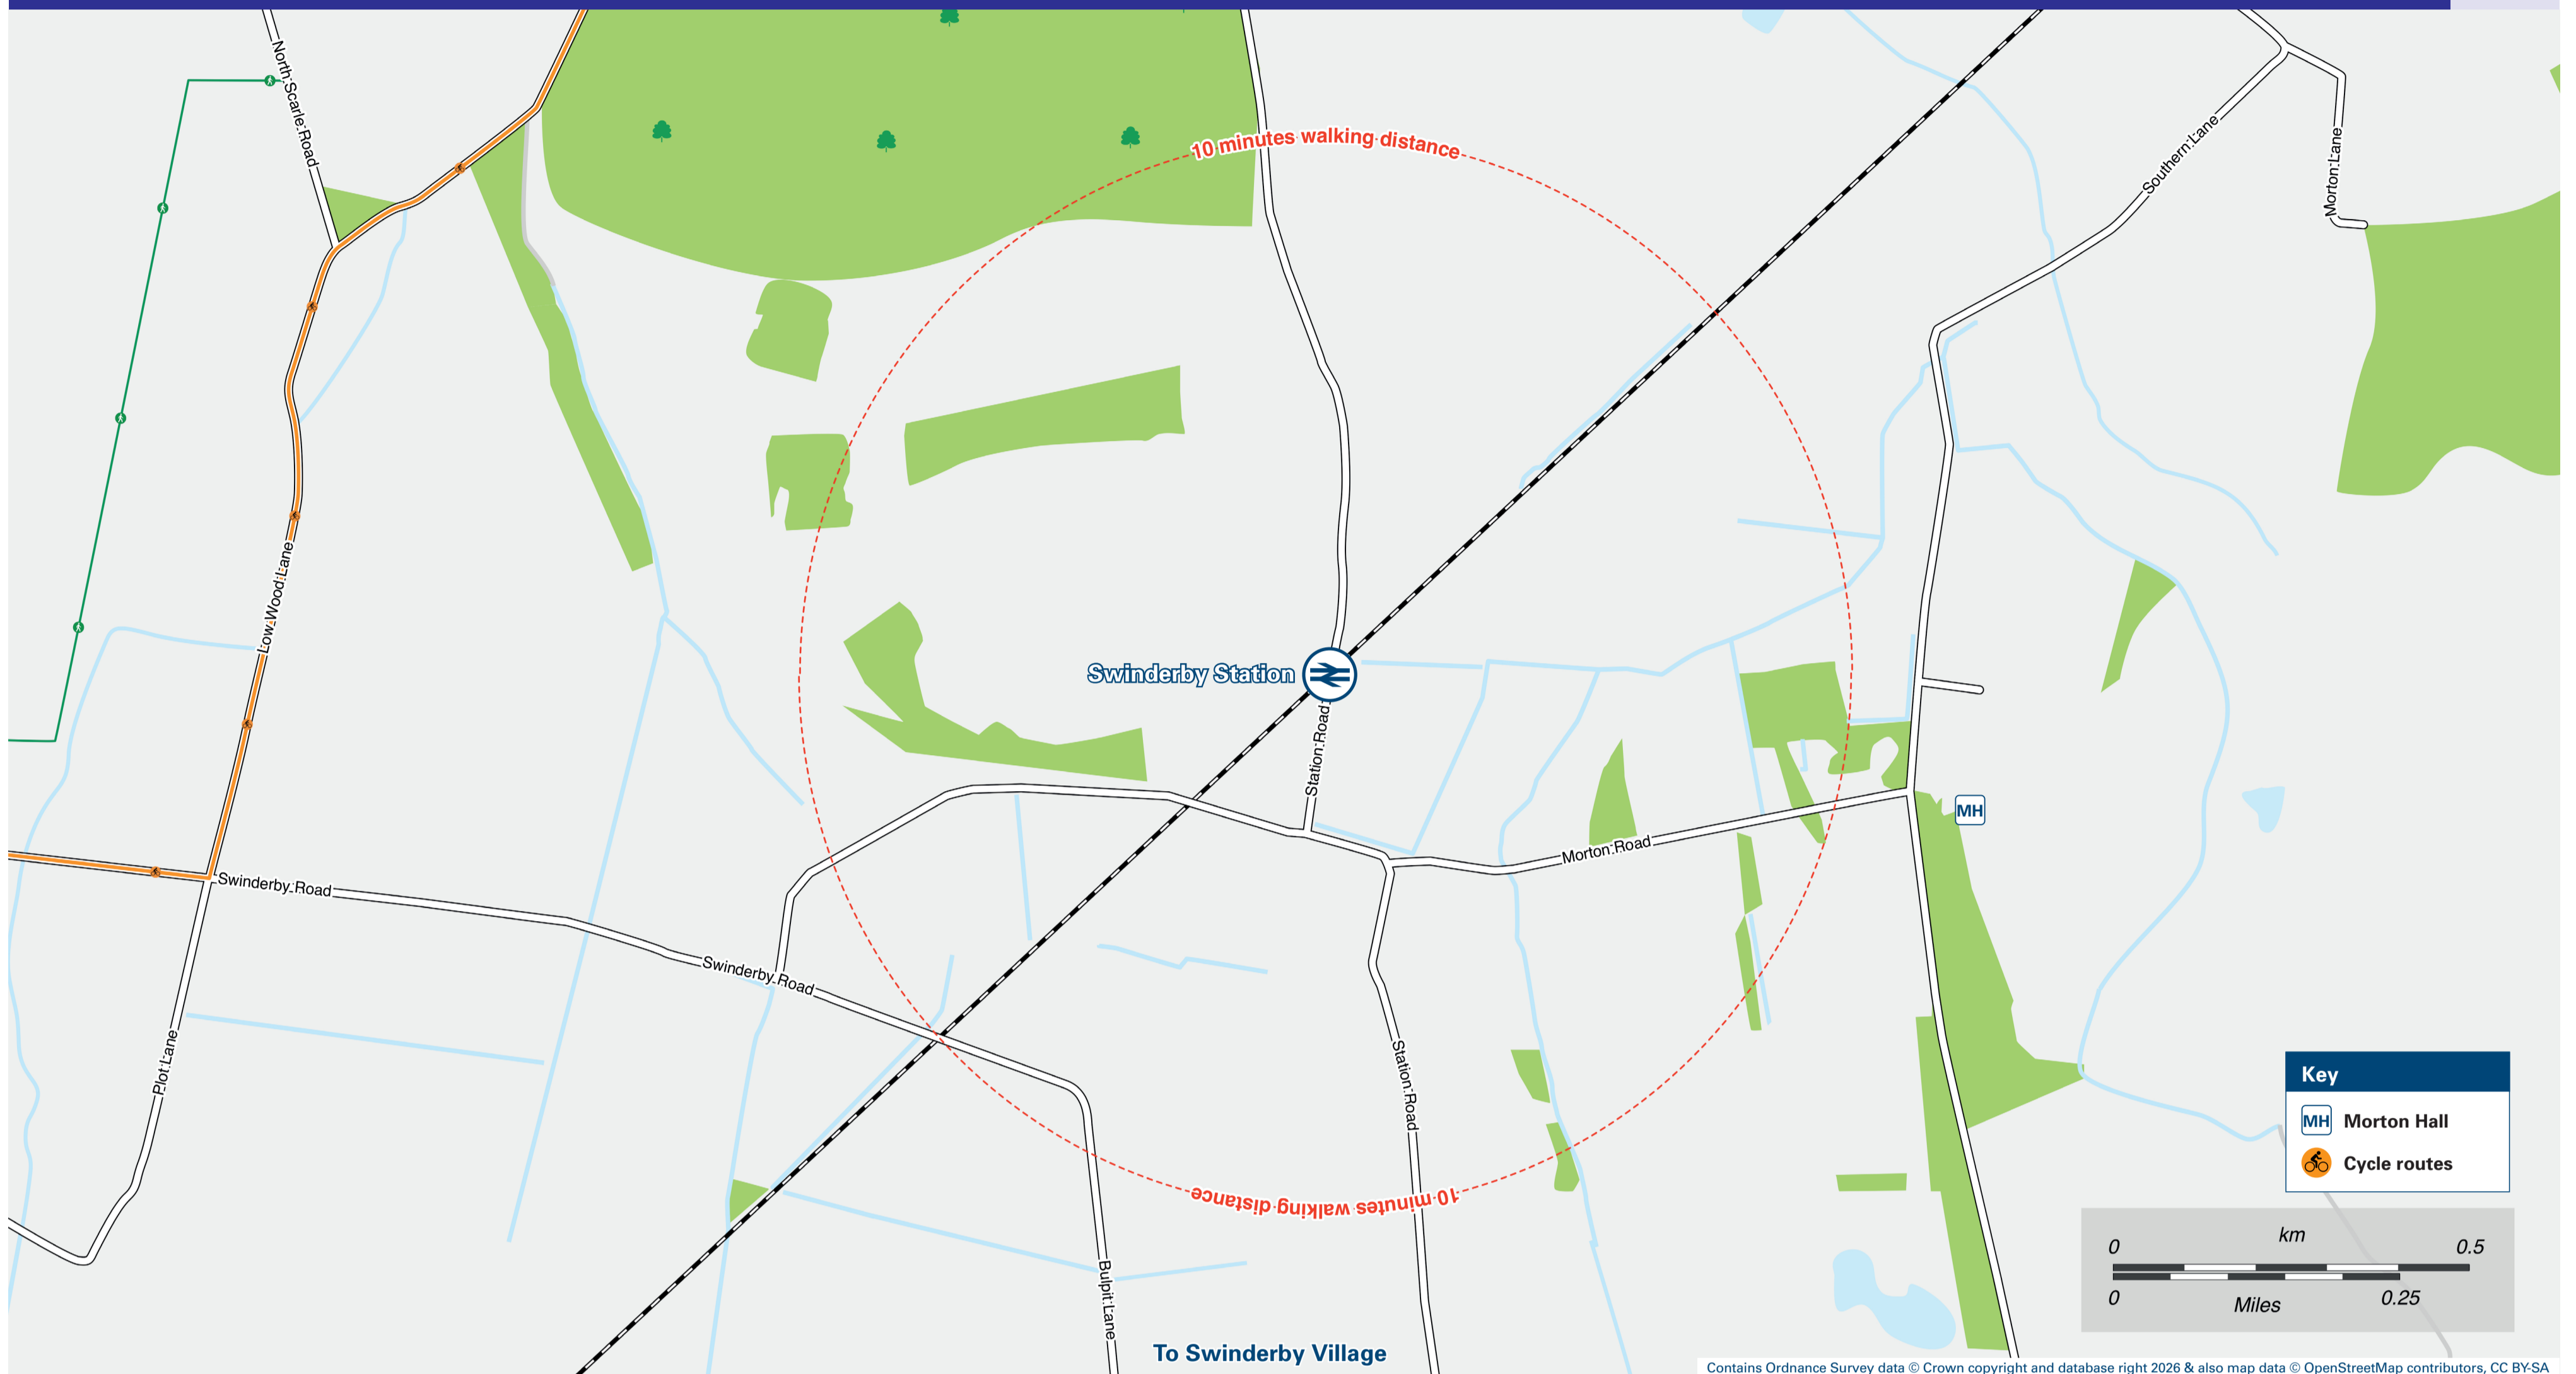 North Scarle Road
10 minutes walking distance
Southern Lane
Morton Lane
Low Wood Lane
Swinderby Station
Station Road
Morton Road
MH
Swinderby Road
Swinderby Road
Plot Lane
Station Road
10 minutes walking distance
Bulpit Lane
To Swinderby Village
Key
MH Morton Hall
Cycle routes
km
0 0.5
0 0.25
Miles
Contains Ordnance Survey data © Crown copyright and database right 2026 & also map data © OpenStreetMap contributors, CC BY-SA